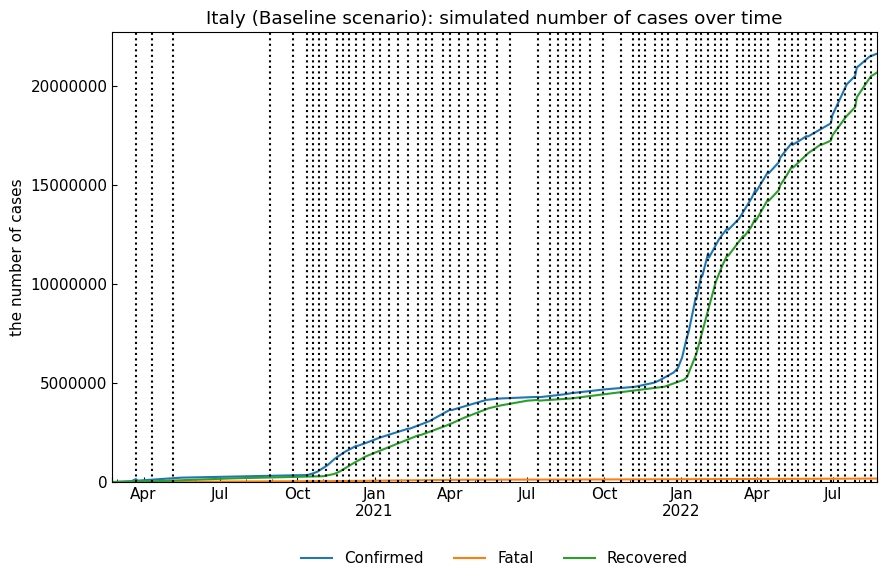 Italy (Baseline scenario): simulated number of cases over time
the number of cases
20000000
15000000
10000000
5000000
0
Apr Jul Oct Jan Apr Jul Oct Jan Apr Jul
2021 2022
Confirmed Fatal Recovered